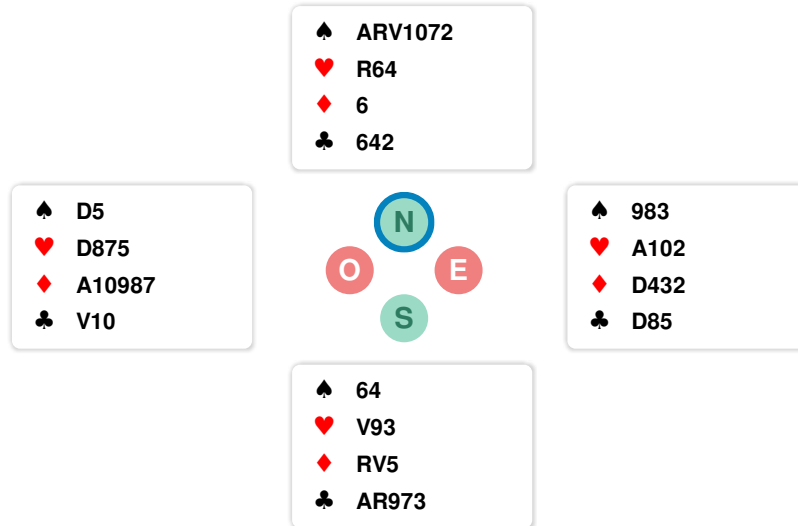 ♠ ARV1072
♥ R64
♦ 6
♣ 642
♠ D5
♥ D875
♦ A10987
♣ V10
N
O E
S
♠ 983
♥ A102
♦ D432
♣ D85
♠ 64
♥ V93
♦ RV5
♣ AR973